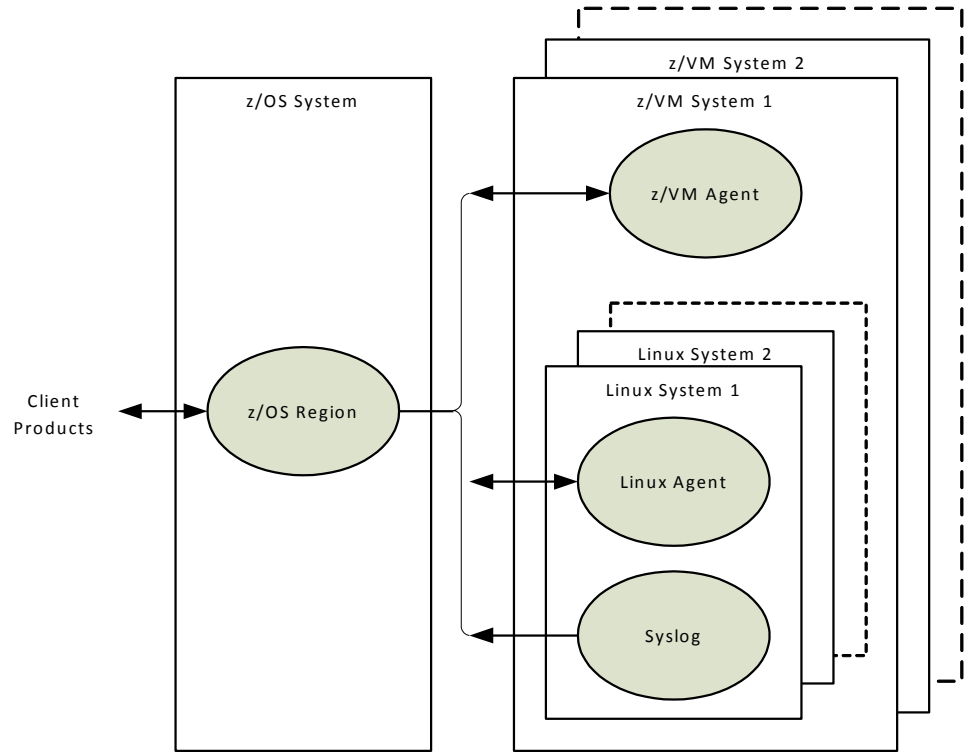 z/VM System 2
z/OS System
z/VM System 1
z/VM Agent
Linux System 2
Linux System 1
Client
Products
z/OS Region
Linux Agent
Syslog